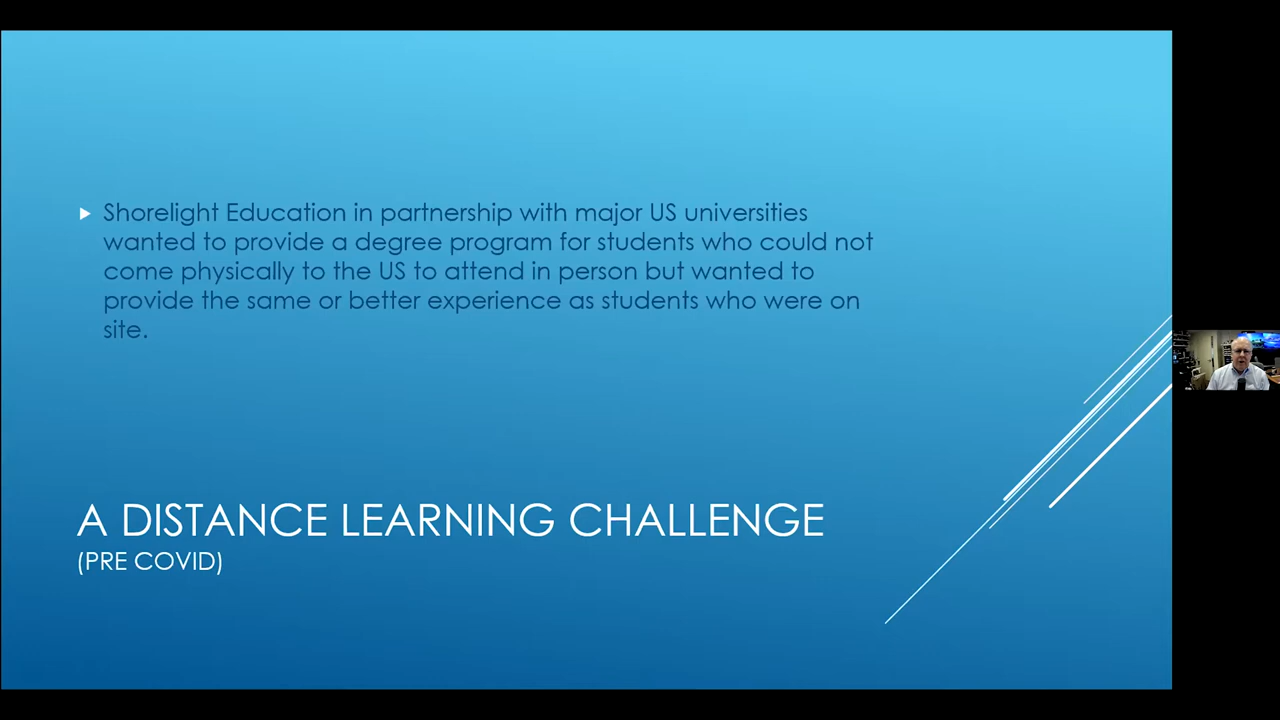 Shorelight Education in partnership with major US universities
wanted to provide a degree program for students who could not
come physically to the US to attend in person but wanted to
provide the same or better experience as students who were on
site.
A DISTANCE LEARNING CHALLENGE
(PRE COVID)